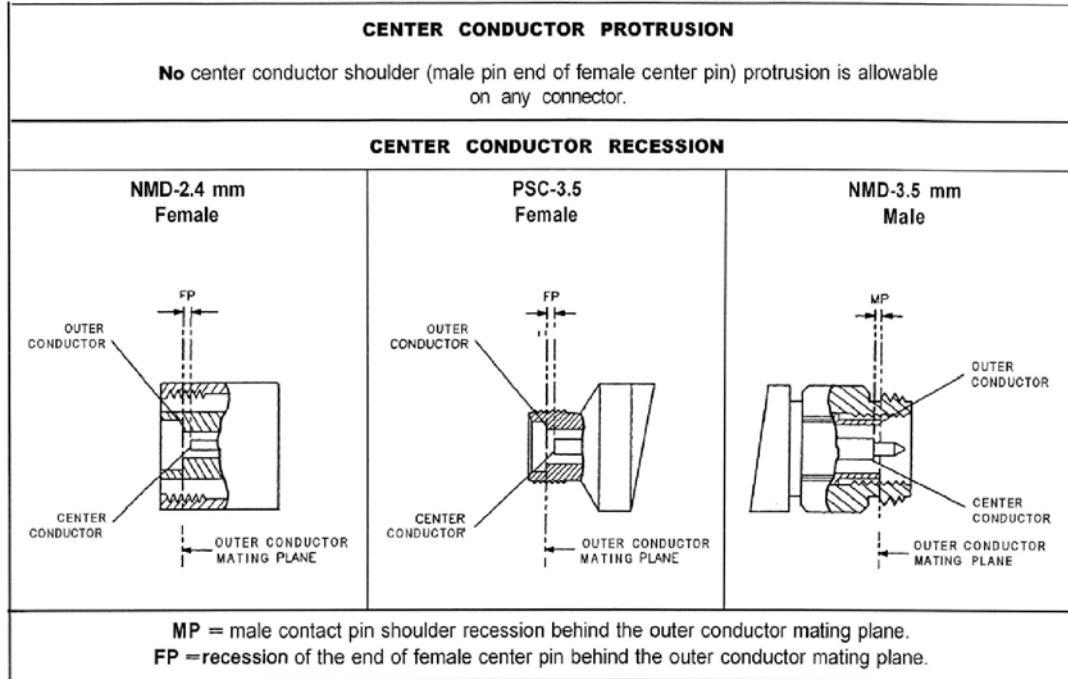 CENTER CONDUCTOR PROTRUSION
No center conductor shoulder (male pin end of female center pin) protrusion is allowable
on any connector.
CENTER CONDUCTOR RECESSION
NMD-2.4 mm
Female
FP
OUTER
CONDUCTOR
CENTER
CONDUCTOR
OUTER CONDUCTOR
MATING PLANE
PSC-3.5
Female
FP
OUTER
CONDUCTOR
CENTER
CONDUCTOR
OUTER CONDUCTOR
MATING PLANE
NMD-3.5 mm
Male
MP
OUTER
CONDUCTOR
CENTER
CONDUCTOR
OUTER CONDUCTOR
MATING PLANE
MP = male contact pin shoulder recession behind the outer conductor mating plane.
FP =recession of the end of female center pin behind the outer conductor mating plane.